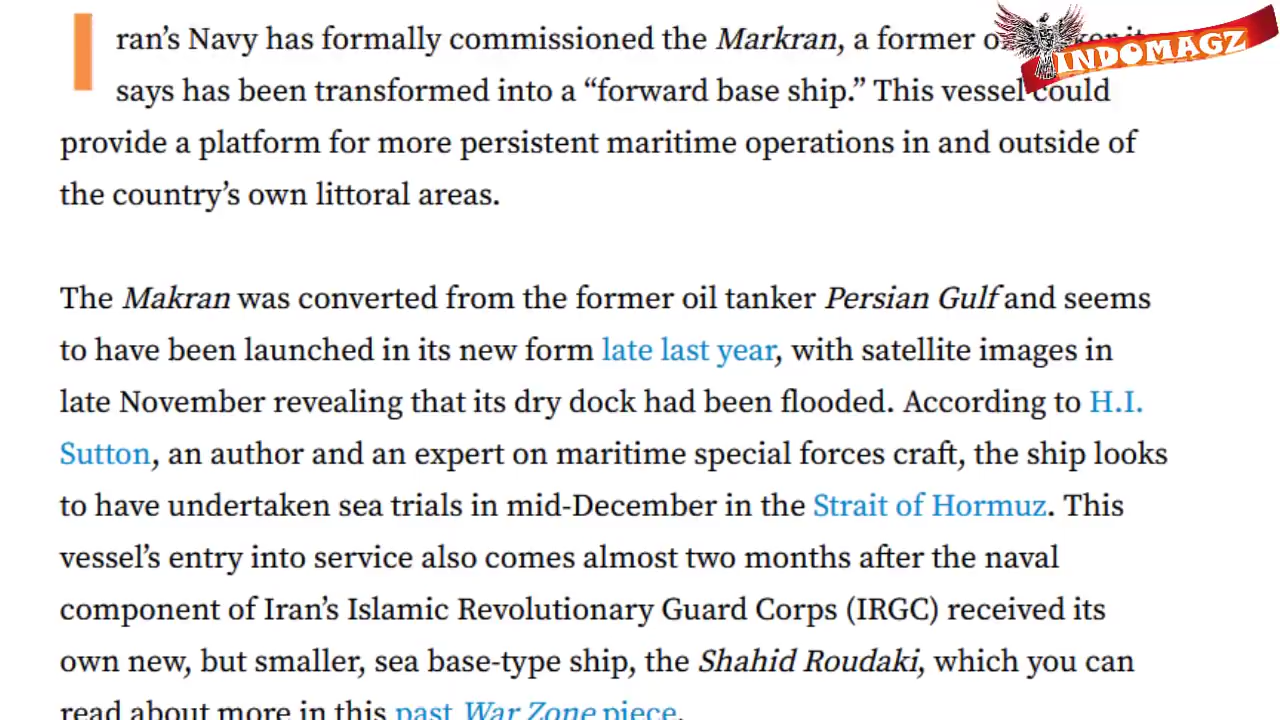 ran’s Navy has formally commissioned the Markran, a former
says has been transformed into a “forward base ship.” This vessel could
provide a platform for more persistent maritime operations in and outside of
the country’s own littoral areas.
The Makran was converted from the former oil tanker Persian Gulf and seems
to have been launched in its new form late last year, with satellite images in
late November revealing that its dry dock had been flooded. According to H.I.
Sutton, an author and an expert on maritime special forces craft, the ship looks
to have undertaken sea trials in mid-December in the Strait of Hormuz. This
vessel’s entry into service also comes almost two months after the naval
component of Iran’s Islamic Revolutionary Guard Corps (IRGC) received its
own new, but smaller, sea base-type ship, the Shahid Roudaki, which you can
read about more in this past War Zone piece.
INDOMAGZ